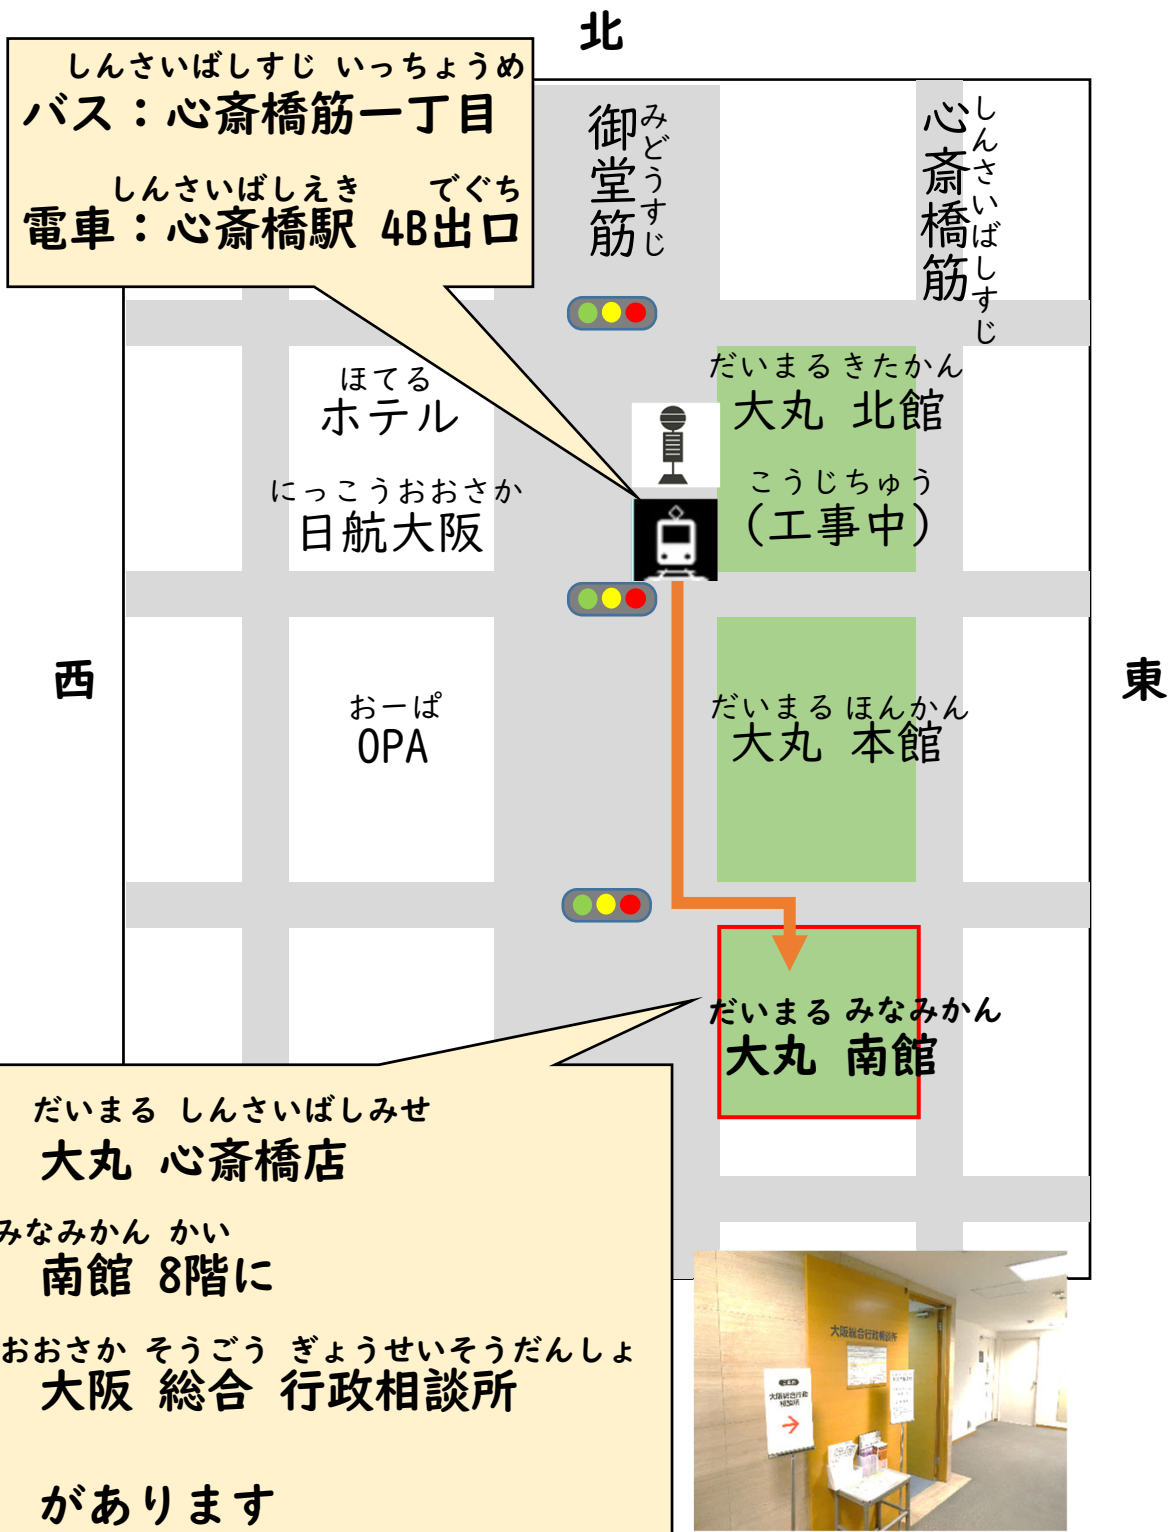 北
しんさいばしすじ いっちょうめ
バス：心斎橋筋一丁目
しんさいばしえき でぐち
電車：心斎橋駅 4B出口
みどうすじ
御堂筋
しんさいばしすじ
心斎橋筋
ほてる
ホテル
にっこうおおさか
日航大阪
だいまる きたかん
大丸 北館
こうじちゅう
（工事中）
西
東
おーぱ
OPA
だいまる ほんかん
大丸 本館
だいまる みなみかん
大丸 南館
だいまる しんさいばしみせ
大丸 心斎橋店
みなみかん かい
南館 8階に
おおさか そうごう ぎょうせいそうだんしょ
大阪 総合 行政相談所
があります
大阪総合行政相談所
大阪総合行政
相談所